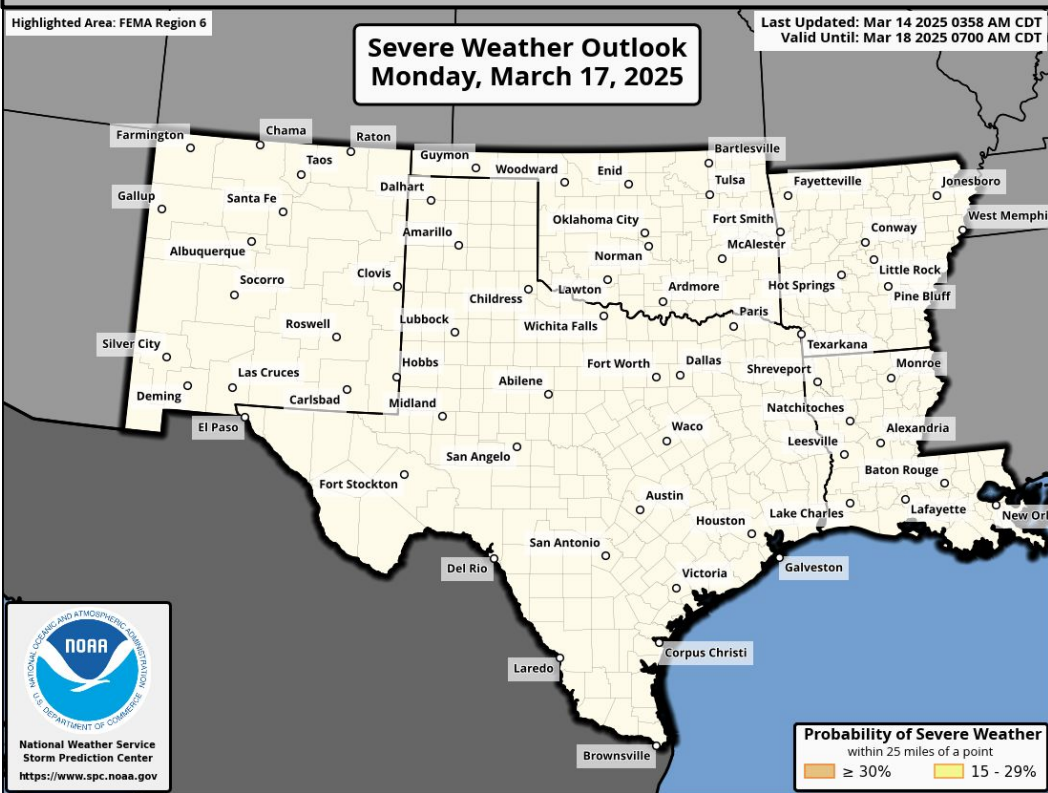 Highlighted Area: FEMA Region 6
Last Updated: Mar 14 2025 0358 AM CDT
Valid Until: Mar 18 2025 0700 AM CDT
Severe Weather Outlook
Monday, March 17, 2025
Farmington
Chama
Raton
Taos
Guymon
Woodward
Enid
Bartlesville
Tulsa
Fayetteville
Jonesboro
Gallup
Santa Fe
Dalhart
Oklahoma City
Fort Smith
West Memphi
Albuquerque
Amarillo
Norman
McAlester
Conway
Socorro
Clovis
Childress
Lawton
Ardmore
Hot Springs
Little Rock
Pine Bluff
Roswell
Lubbock
Wichita Falls
Paris
Texarkana
Silver City
Las Cruces
Hobbs
Abilene
Fort Worth
Dallas
Shreveport
Monroe
Deming
Carlsbad
Midland
Natchitoches
El Paso
San Angelo
Waco
Leesville
Alexandria
Fort Stockton
Austin
Baton Rouge
Houston
Lake Charles
Lafayette
New Orl
San Antonio
Del Rio
Victoria
Galveston
Laredo
Corpus Christi
Brownsville
NATIONAL OCEANIC AND ATMOSPHERIC ADMINISTRATION
NOAA
U.S. DEPARTMENT OF COMMERCE
National Weather Service
Storm Prediction Center
https://www.spc.noaa.gov
Probability of Severe Weather
within 25 miles of a point
≥ 30%
15 - 29%